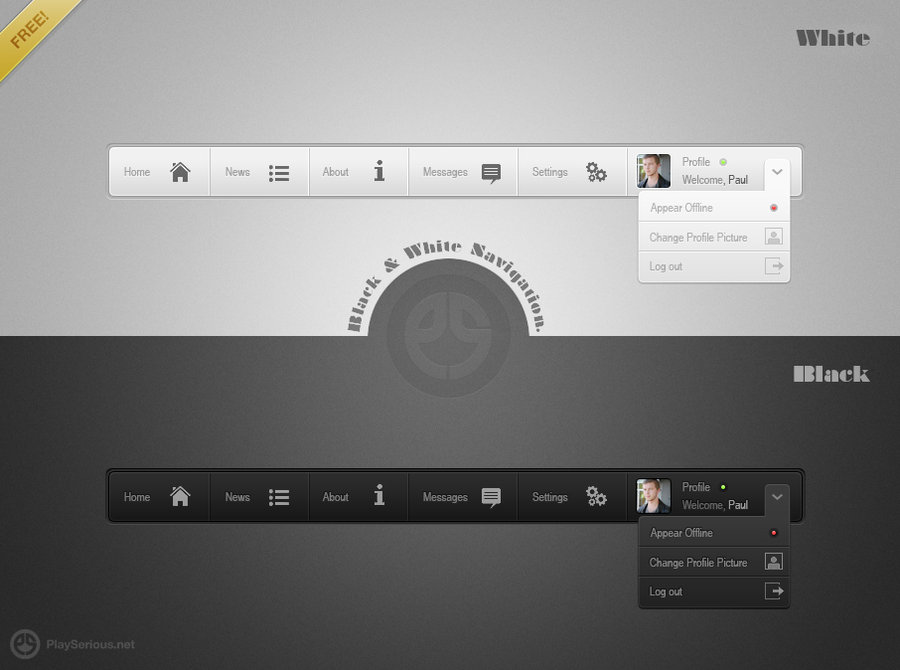 FREE!
White
Home
News
About
Messages
Settings
Profile
Welcome, Paul
Appear Offline
Change Profile Picture
Log out
Black & White Navigation.
Black
Home
News
About
Messages
Settings
Profile
Welcome, Paul
Appear Offline
Change Profile Picture
Log out
PlaySerious.net